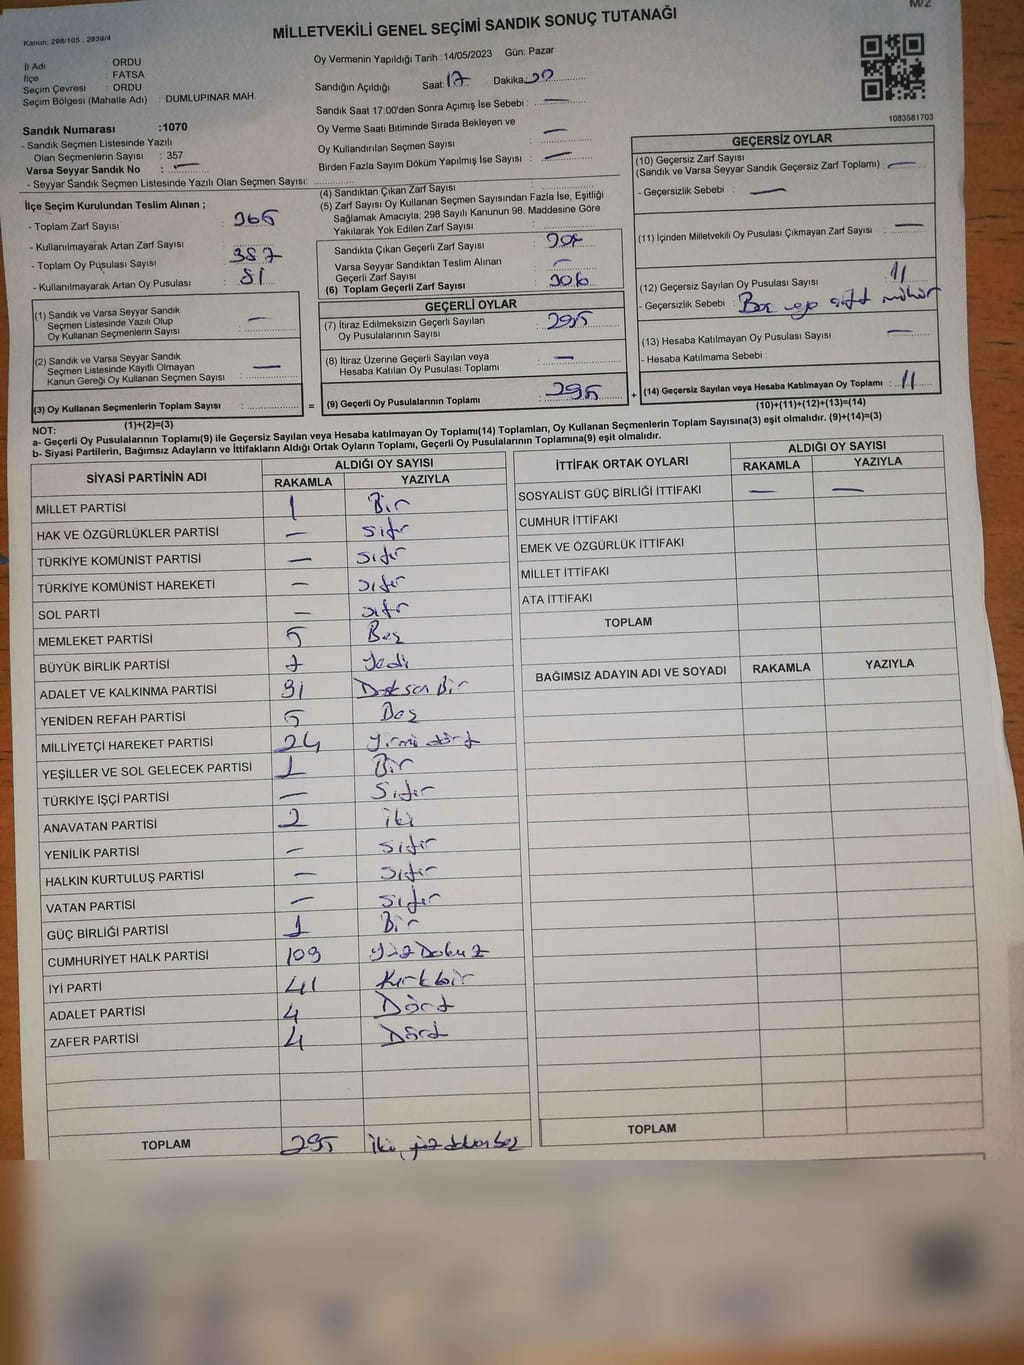 M/2
Kanun: 298/105 , 2839/4
MİLLETVEKİLİ GENEL SEÇİMİ SANDIK SONUÇ TUTANAĞI
İl Adı : ORDU
İlçe : FATSA
Seçim Çevresi : ORDU
Seçim Bölgesi (Mahalle Adı) : DUMLUPINAR MAH.
Sandık Numarası :1070
- Sandık Seçmen Listesinde Yazılı
Olan Seçmenlerin Sayısı : 357
Varsa Seyyar Sandık No : —
- Seyyar Sandık Seçmen Listesinde Yazılı Olan Seçmen Sayısı:
Oy Vermenin Yapıldığı Tarih :14/05/2023 Gün: Pazar
Sandığın Açıldığı Saat: 17 Dakika
Sandık Saat 17:00'den Sonra Açımış İse Sebebi : —
Oy Verme Saati Bitiminde Sırada Bekleyen ve
Oy Kullandırılan Seçmen Sayısı : —
Birden Fazla Sayım Döküm Yapılmış İse Sayısı : —
1083581703
İlçe Seçim Kurulundan Teslim Alınan ;
- Toplam Zarf Sayısı : 365
- Kullanılmayarak Artan Zarf Sayısı :
- Toplam Oy Puşulası Sayısı : 387
- Kullanılmayarak Artan Oy Pusulası : 81
(1) Sandık ve Varsa Seyyar Sandık
Seçmen Listesinde Yazılı Olup
Oy Kullanan Seçmenlerin Sayısı : —
(2) Sandık ve Varsa Seyyar Sandık
Seçmen Listesinde Kayıtlı Olmayan
Kanun Gereği Oy Kullanan Seçmen Sayısı : —
(3) Oy Kullanan Seçmenlerin Toplam Sayısı :
(1)+(2)=(3)
(4) Sandıktan Çıkan Zarf Sayısı :
(5) Zarf Sayısı Oy Kullanan Seçmen Sayısından Fazla İse, Eşitliği
Sağlamak Amacıyla, 298 Sayılı Kanunun 98. Maddesine Göre
Yakılarak Yok Edilen Zarf Sayısı :
Sandıkta Çıkan Geçerli Zarf Sayısı :
Varsa Seyyar Sandıktan Teslim Alınan
Geçerli Zarf Sayısı : —
(6) Toplam Geçerli Zarf Sayısı : 306
GEÇERLİ OYLAR
(7) İtiraz Edilmeksizin Geçerli Sayılan
Oy Pusulalarının Sayısı : 295
(8) İtiraz Üzerine Geçerli Sayılan veya
Hesaba Katılan Oy Pusulası Toplamı : —
= (9) Geçerli Oy Pusulalarının Toplamı : 295 +
GEÇERSİZ OYLAR
(10) Geçersiz Zarf Sayısı
(Sandık ve Varsa Seyyar Sandık Geçersiz Zarf Toplamı) : —
- Geçersizlik Sebebi : —
(11) İçinden Milletvekili Oy Pusulası Çıkmayan Zarf Sayısı : —
(12) Geçersiz Sayılan Oy Pusulası Sayısı : 11
- Geçersizlik Sebebi : Boş veya çift mühür
(13) Hesaba Katılmayan Oy Pusulası Sayısı : —
- Hesaba Katılmama Sebebi :
(14) Geçersiz Sayılan veya Hesaba Katılmayan Oy Toplamı : 11
(10)+(11)+(12)+(13)=(14)
NOT:
a- Geçerli Oy Pusulalarının Toplamı(9) ile Geçersiz Sayılan veya Hesaba katılmayan Oy Toplamı(14) Toplamları, Oy Kullanan Seçmenlerin Toplam Sayısına(3) eşit olmalıdır. (9)+(14)=(3)
b- Siyasi Partilerin, Bağımsız Adayların ve İttifakların Aldığı Ortak Oyların Toplamı, Geçerli Oy Pusulalarının Toplamına(9) eşit olmalıdır.
SİYASİ PARTİNİN ADI ALDIĞI OY SAYISI
RAKAMLA YAZIYLA
MİLLET PARTİSİ 1 Bir
HAK VE ÖZGÜRLÜKLER PARTİSİ — sıfır
TÜRKİYE KOMÜNİST PARTİSİ — sıfır
TÜRKİYE KOMÜNİST HAREKETİ — sıfır
SOL PARTİ — sıfır
MEMLEKET PARTİSİ 5 Beş
BÜYÜK BİRLİK PARTİSİ 7 Yedi
ADALET VE KALKINMA PARTİSİ 91 Doksan Bir
YENİDEN REFAH PARTİSİ 5 Beş
MİLLİYETÇİ HAREKET PARTİSİ 24 Yirmi dört
YEŞİLLER VE SOL GELECEK PARTİSİ 1 Bir
TÜRKİYE İŞÇİ PARTİSİ — Sıfır
ANAVATAN PARTİSİ 2 iki
YENİLİK PARTİSİ — sıfır
HALKIN KURTULUŞ PARTİSİ — sıfır
VATAN PARTİSİ — sıfır
GÜÇ BİRLİĞİ PARTİSİ 1 Bir
CUMHURİYET HALK PARTİSİ 109 Yüz Dokuz
İYİ PARTİ 41 Kırk bir
ADALET PARTİSİ 4 Dört
ZAFER PARTİSİ 4 Dört
TOPLAM 295 iki yüz doksan beş
İTTİFAK ORTAK OYLARI ALDIĞI OY SAYISI
RAKAMLA YAZIYLA
SOSYALİST GÜÇ BİRLİĞİ İTTİFAKI — —
CUMHUR İTTİFAKI
EMEK VE ÖZGÜRLÜK İTTİFAKI
MİLLET İTTİFAKI
ATA İTTİFAKI
TOPLAM
BAĞIMSIZ ADAYIN ADI VE SOYADI RAKAMLA YAZIYLA
TOPLAM